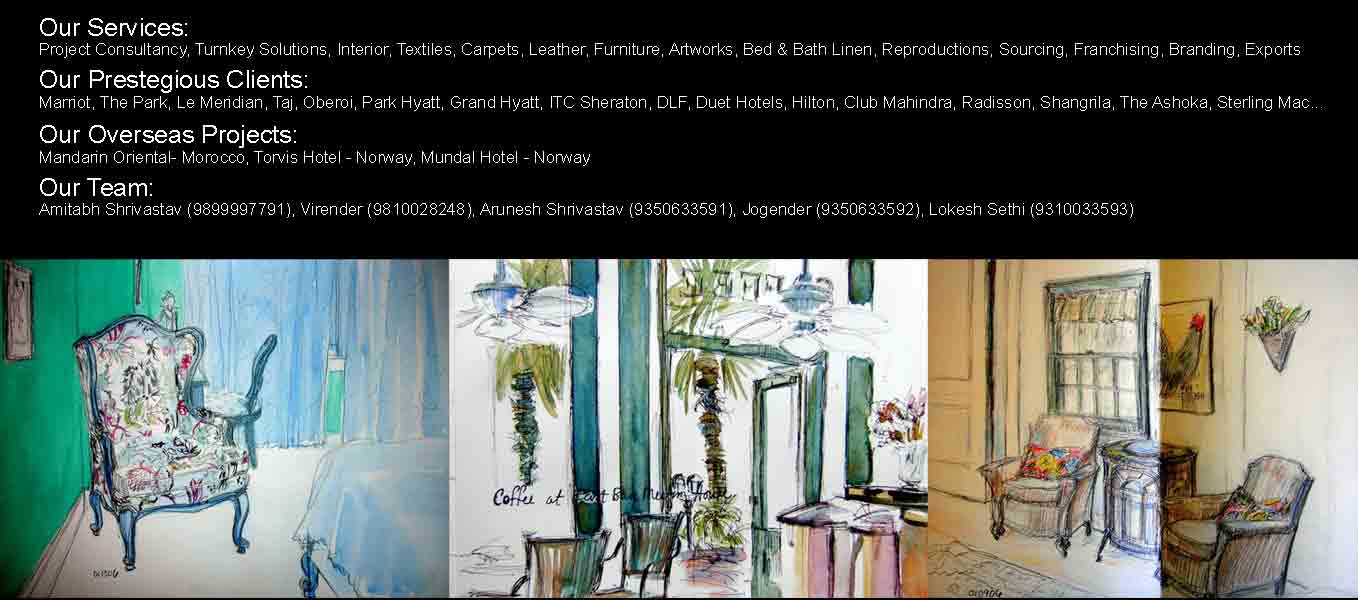 Our Services:
Project Consultancy, Turnkey Solutions, Interior, Textiles, Carpets, Leather, Furniture, Artworks, Bed & Bath Linen, Reproductions, Sourcing, Franchising, Branding, Exports
Our Prestegious Clients:
Marriot, The Park, Le Meridian, Taj, Oberoi, Park Hyatt, Grand Hyatt, ITC Sheraton, DLF, Duet Hotels, Hilton, Club Mahindra, Radisson, Shangrila, The Ashoka, Sterling Mac...
Our Overseas Projects:
Mandarin Oriental- Morocco, Torvis Hotel - Norway, Mundal Hotel - Norway
Our Team:
Amitabh Shrivastav (9899997791), Virender (9810028248), Arunesh Shrivastav (9350633591), Jogender (9350633592), Lokesh Sethi (9310033593)
Coffee at East Bay
011506
010906